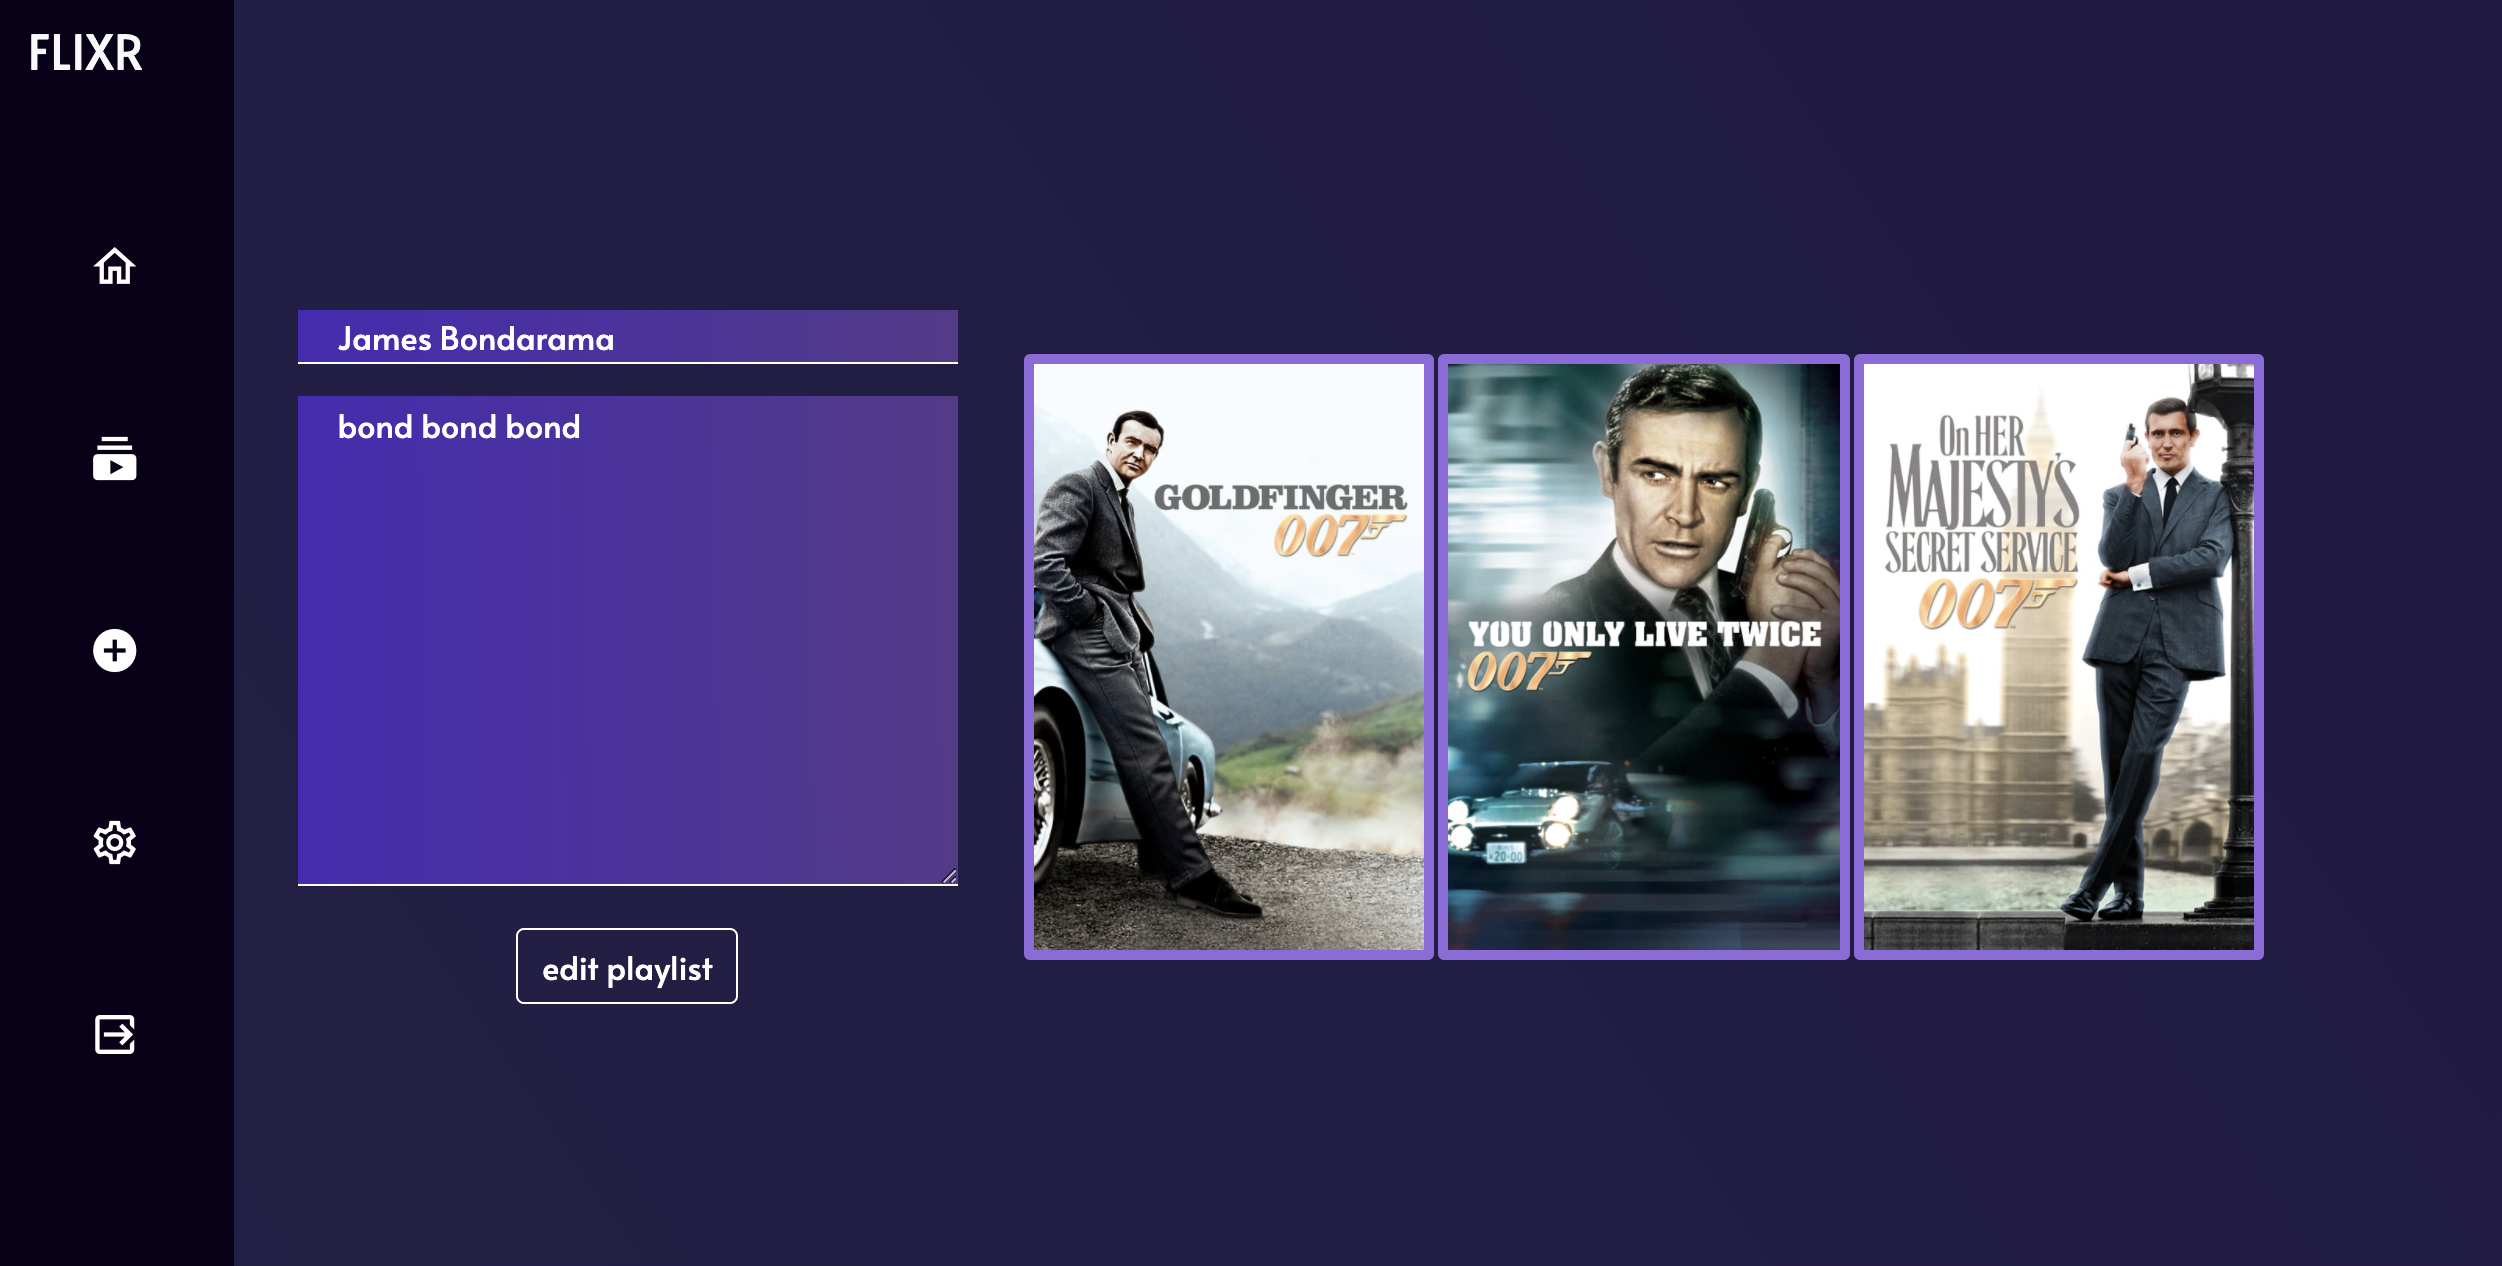 FLIXR
James Bondarama
bond bond bond
edit playlist
GOLDFINGER
007
YOU ONLY LIVE TWICE
007
On HER
MAJESTY'S
SECRET SERVICE
007